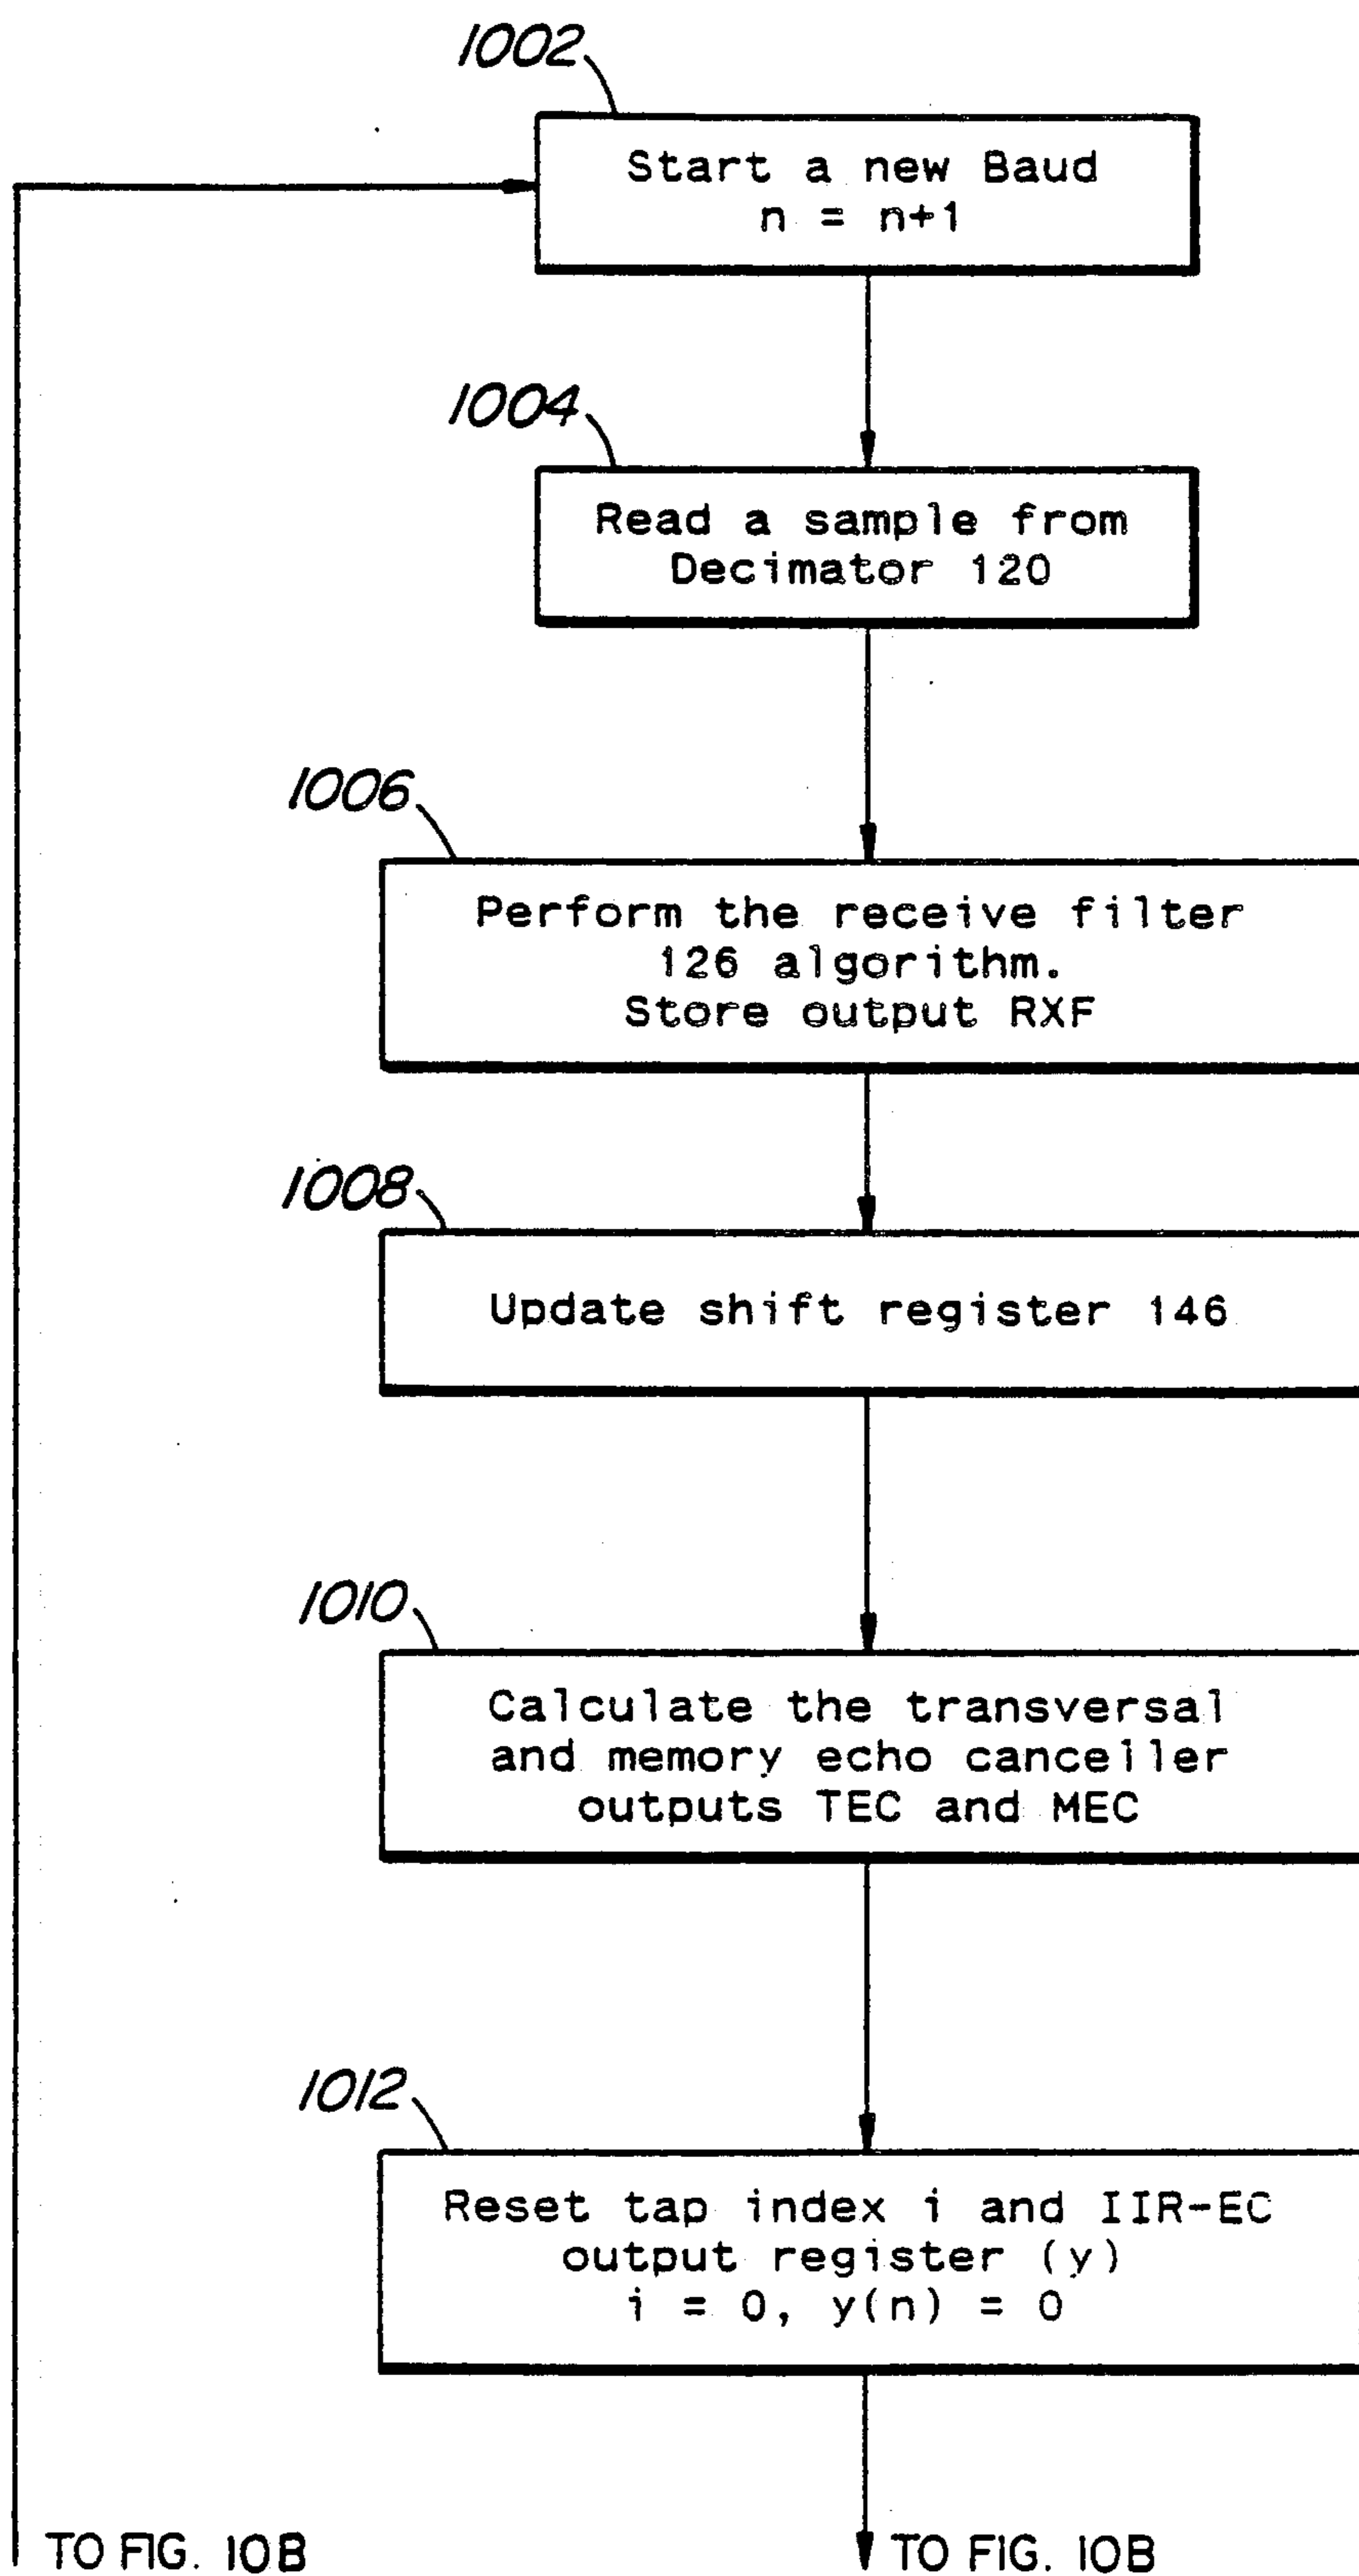 1002
Start a new Baud
n = n+1
1004
Read a sample from
Decimator 120
1006
Perform the receive filter
126 algorithm.
Store output RXF
1008
Update shift register 146
1010
Calculate the transversal
and memory echo canceller
outputs TEC and MEC
1012
Reset tap index i and IIR-EC
output register (y)
i = 0, y(n) = 0
TO FIG. 10B
TO FIG. 10B